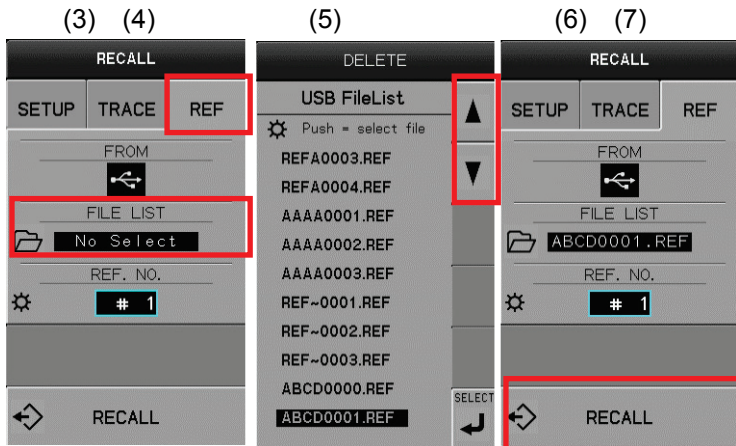 (3) (4)
RECALL
SETUP TRACE REF
FROM
FILE LIST
No Select
REF. NO.
# 1
RECALL
(5)
DELETE
USB FileList
Push = select file
REFA0003.REF
REFA0004.REF
AAAA0001.REF
AAAA0002.REF
AAAA0003.REF
REF~0001.REF
REF~0002.REF
REF~0003.REF
ABCD0000.REF
ABCD0001.REF
SELECT
(6) (7)
RECALL
SETUP TRACE REF
FROM
FILE LIST
ABCD0001.REF
REF. NO.
# 1
RECALL